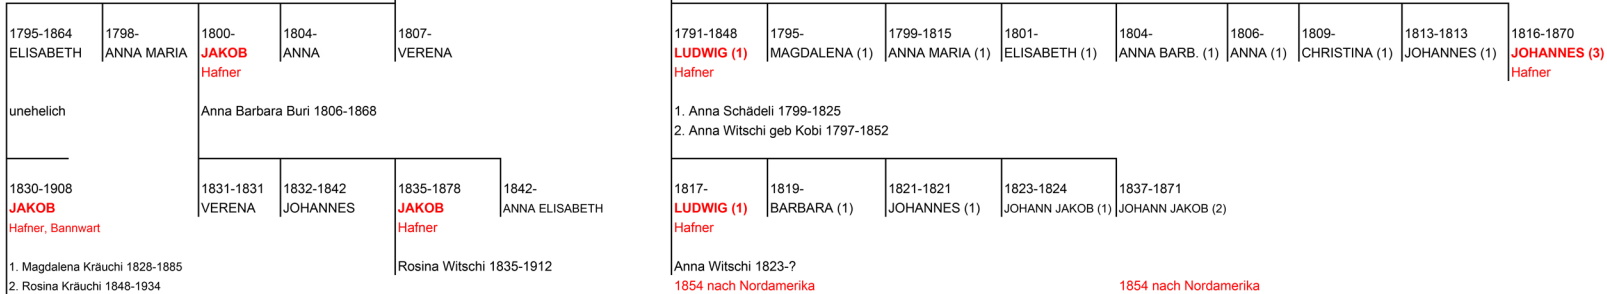 1795-1864 1798- 1800- 1804- 1807- 1791-1848 1795- 1799-1815 1801- 1804- 1806- 1809- 1813-1813 1816-1870
ELISABETH ANNA MARIA JAKOB ANNA VERENA LUDWIG (1) MAGDALENA (1) ANNA MARIA (1) ELISABETH (1) ANNA BARB. (1) ANNA (1) CHRISTINA (1) JOHANNES (1) JOHANNES (3)
Hafner Hafner Hafner
unehelich Anna Barbara Buri 1806-1868 1. Anna Schädeli 1799-1825
2. Anna Witschi geb Kobi 1797-1852
1830-1908 1831-1831 1832-1842 1835-1878 1842- 1817- 1819- 1821-1821 1823-1824 1837-1871
JAKOB VERENA JOHANNES JAKOB ANNA ELISABETH LUDWIG (1) BARBARA (1) JOHANNES (1) JOHANN JAKOB (1) JOHANN JAKOB (2)
Hafner, Bannwart Hafner Hafner
1. Magdalena Kräuchi 1828-1885 Rosina Witschi 1835-1912 Anna Witschi 1823-?
2. Rosina Kräuchi 1848-1934 1854 nach Nordamerika 1854 nach Nordamerika